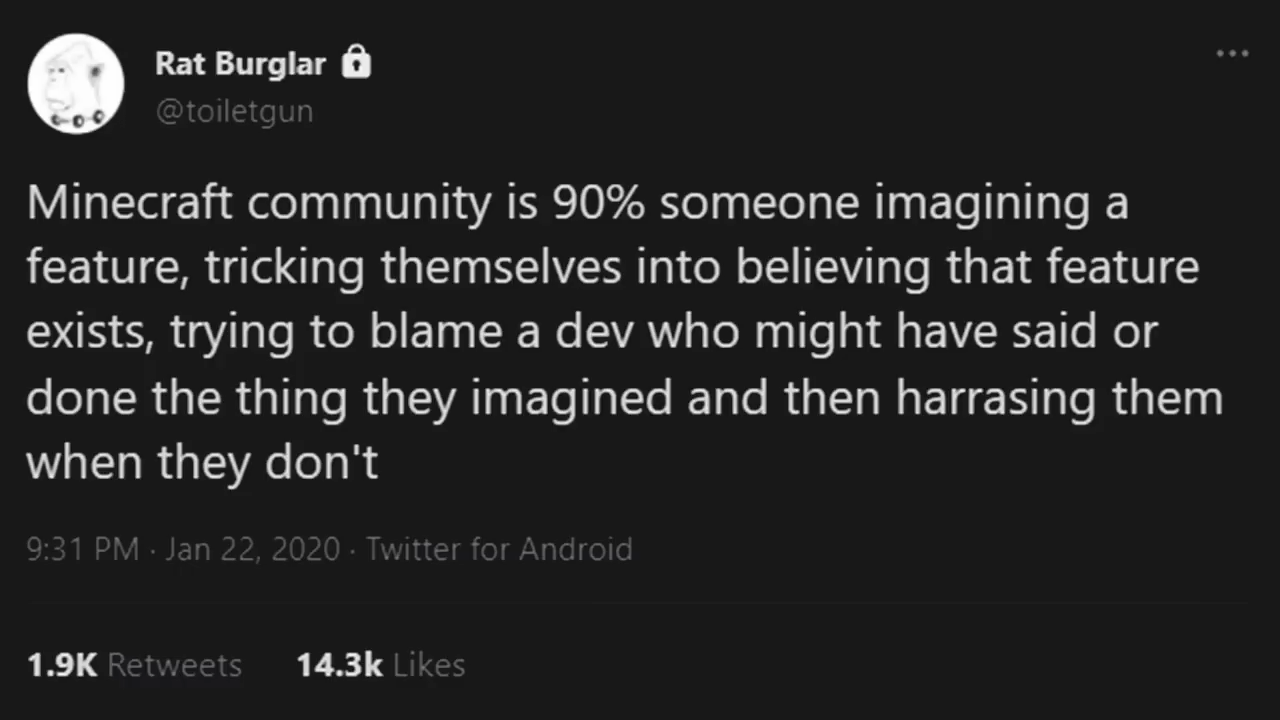 Rat Burglar
@toiletgun
Minecraft community is 90% someone imagining a
feature, tricking themselves into believing that feature
exists, trying to blame a dev who might have said or
done the thing they imagined and then harrasing them
when they don't
9:31 PM · Jan 22, 2020 · Twitter for Android
1.9K Retweets 14.3k Likes